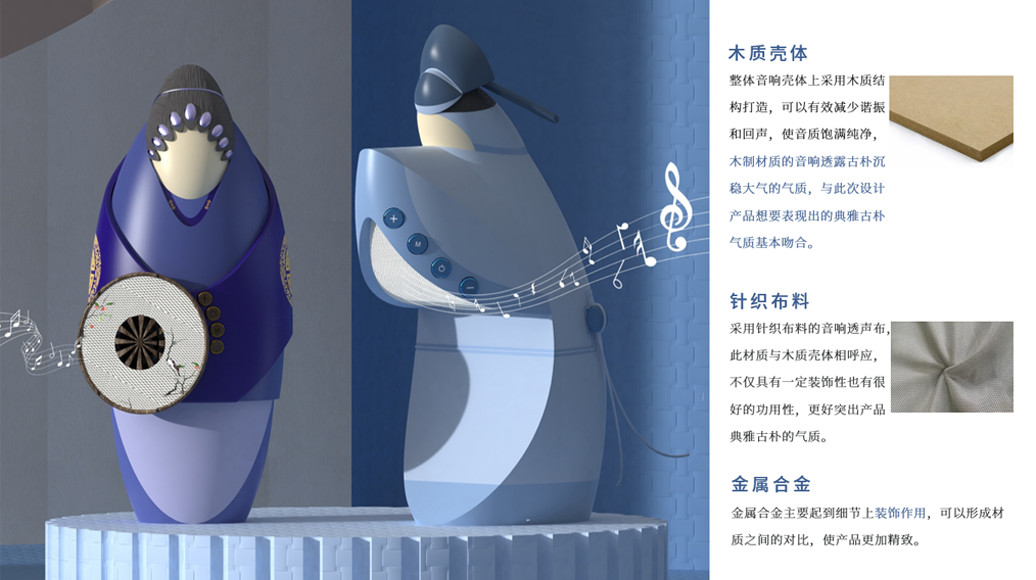 木质壳体
整体音响壳体上采用木质结
构打造，可以有效减少谐振
和回声，使音质饱满纯净，
木制材质的音响透露古朴沉
稳大气的气质，与此次设计
产品想要表现出的典雅古朴
气质基本吻合。
针织布料
采用针织布料的音响透声布，
此材质与木质壳体相呼应，
不仅具有一定装饰性也有很
好的功用性，更好突出产品
典雅古朴的气质。
金属合金
金属合金主要起到细节上装饰作用，可以形成材
质之间的对比，使产品更加精致。
M